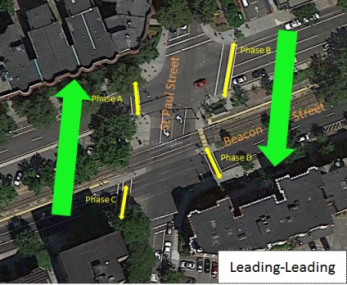 Phase A
Phase B
St Paul Street
Beacon Street
Phase C
Phase D
Leading-Leading